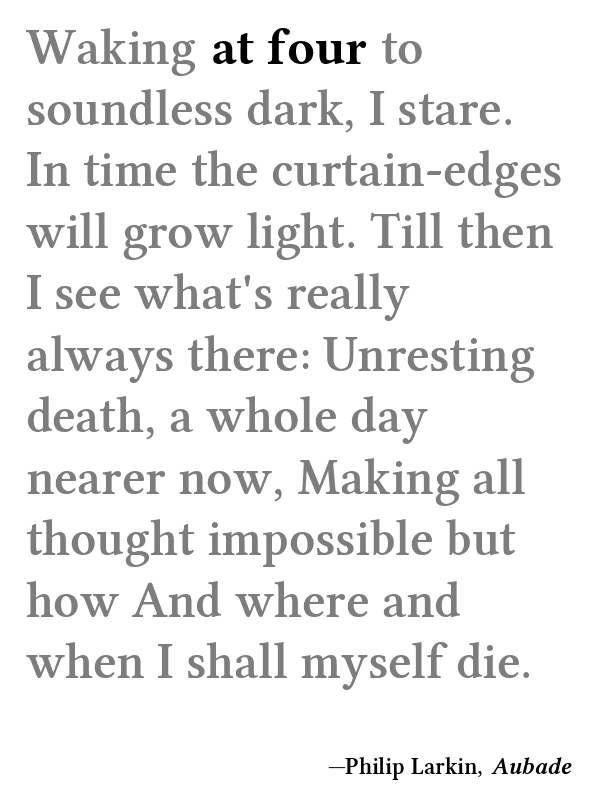 Waking at four to
soundless dark, I stare.
In time the curtain-edges
will grow light. Till then
I see what's really
always there: Unresting
death, a whole day
nearer now, Making all
thought impossible but
how And where and
when I shall myself die.
—Philip Larkin, Aubade